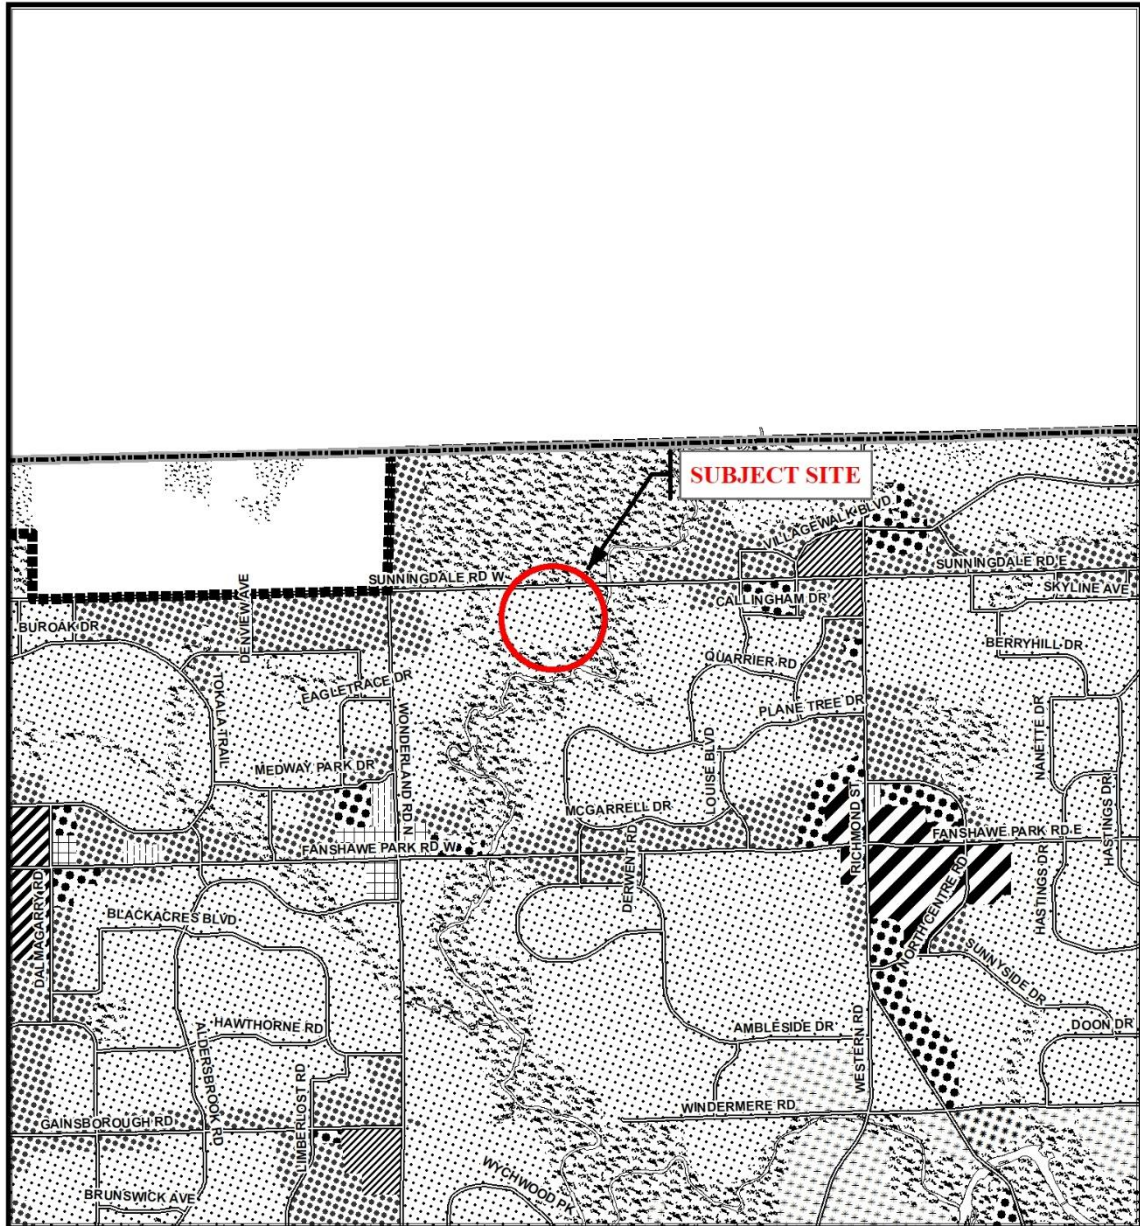 SUBJECT SITE
VILLAGEWALK BLVD
SUNNINGDALE RD E
SUNNINGDALE RD W
SKYLINE AVE
CALLINGHAM DR
DENVIEW AVE
BUROAK DR
BERRYHILL DR
QUARRIER RD
EAGLETRACE DR
TOKALA TRAIL
PLANE TREE DR
NANETTE DR
WONDERLAND RD N
LOUISE BLVD
MEDWAY PARK DR
MCGARRELL DR
HASTINGS DR
RICHMOND ST
FANSHAWE PARK RD E
FANSHAWE PARK RD W
DERWENT RD
DALMAGARRY RD
NORTH CENTRE RD
HASTINGS DR
BLACKACRES BLVD
SUNNYSIDE DR
HAWTHORNE RD
AMBLESIDE DR
DOON DR
WESTERN RD
ALDERSBROOK RD
LIMBERLOST RD
WINDERMERE RD
GAINSBOROUGH RD
WYCHWOOD PK
BRUNSWICK AVE